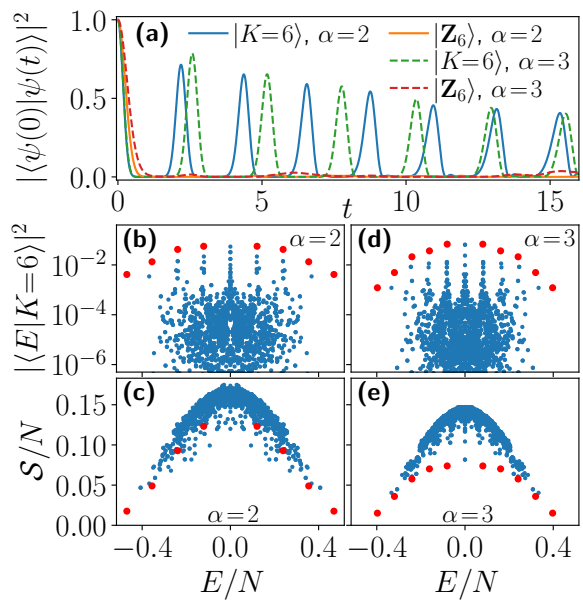 (a)
|K=6⟩, α=2
|Z₆⟩, α=2
|K=6⟩, α=3
|Z₆⟩, α=3
|⟨ψ(0)|ψ(t)⟩|²
1.0
0.5
0.0
0
5
t
10
15
(b)
α=2
(d)
α=3
|⟨E|K=6⟩|²
10⁻²
10⁻⁴
10⁻⁶
(c)
α=2
(e)
α=3
S/N
0.15
0.10
0.05
0.00
−0.4
0.0
0.4
−0.4
0.0
0.4
E/N
E/N